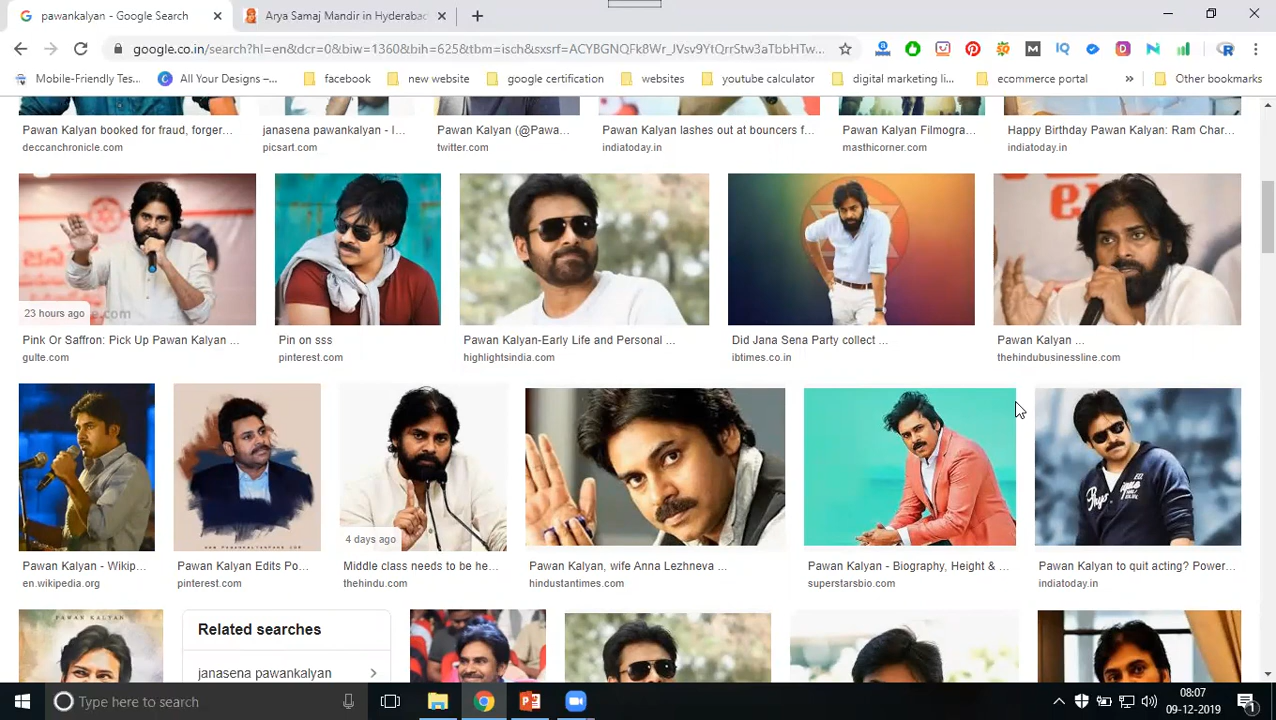 pawankalyan - Google Search
Arya Samaj Mandir in Hyderabad
google.co.in/search?hl=en&dcr=0&biw=1360&bih=625&tbm=isch&sxsrf=ACYBGNQFk8Wr_JVsv9YtQrrStw3aTbbHTw...
Mobile-Friendly Tes...
All Your Designs –...
facebook
new website
google certification
websites
youtube calculator
digital marketing li...
ecommerce portal
Other bookmarks
Pawan Kalyan booked for fraud, forger...
janasena pawankalyan - I...
Pawan Kalyan (@Pawa...
Pawan Kalyan lashes out at bouncers f...
Pawan Kalyan Filmogra...
Happy Birthday Pawan Kalyan: Ram Char...
deccanchronicle.com
picsart.com
twitter.com
indiatoday.in
masthicorner.com
indiatoday.in
23 hours ago
e.com
Pink Or Saffron: Pick Up Pawan Kalyan ...
Pin on sss
Pawan Kalyan-Early Life and Personal ...
Did Jana Sena Party collect ...
Pawan Kalyan ...
gulte.com
pinterest.com
highlightsindia.com
ibtimes.co.in
thehindubusinessline.com
4 days ago
Pawan Kalyan - Wikip...
Pawan Kalyan Edits Po...
Middle class needs to be he...
Pawan Kalyan, wife Anna Lezhneva ...
Pawan Kalyan - Biography, Height & ...
Pawan Kalyan to quit acting? Power...
en.wikipedia.org
pinterest.com
thehindu.com
hindustantimes.com
superstarsbio.com
indiatoday.in
PAWAN KALYAN
Related searches
janasena pawankalyan
Type here to search
08:07
09-12-2019